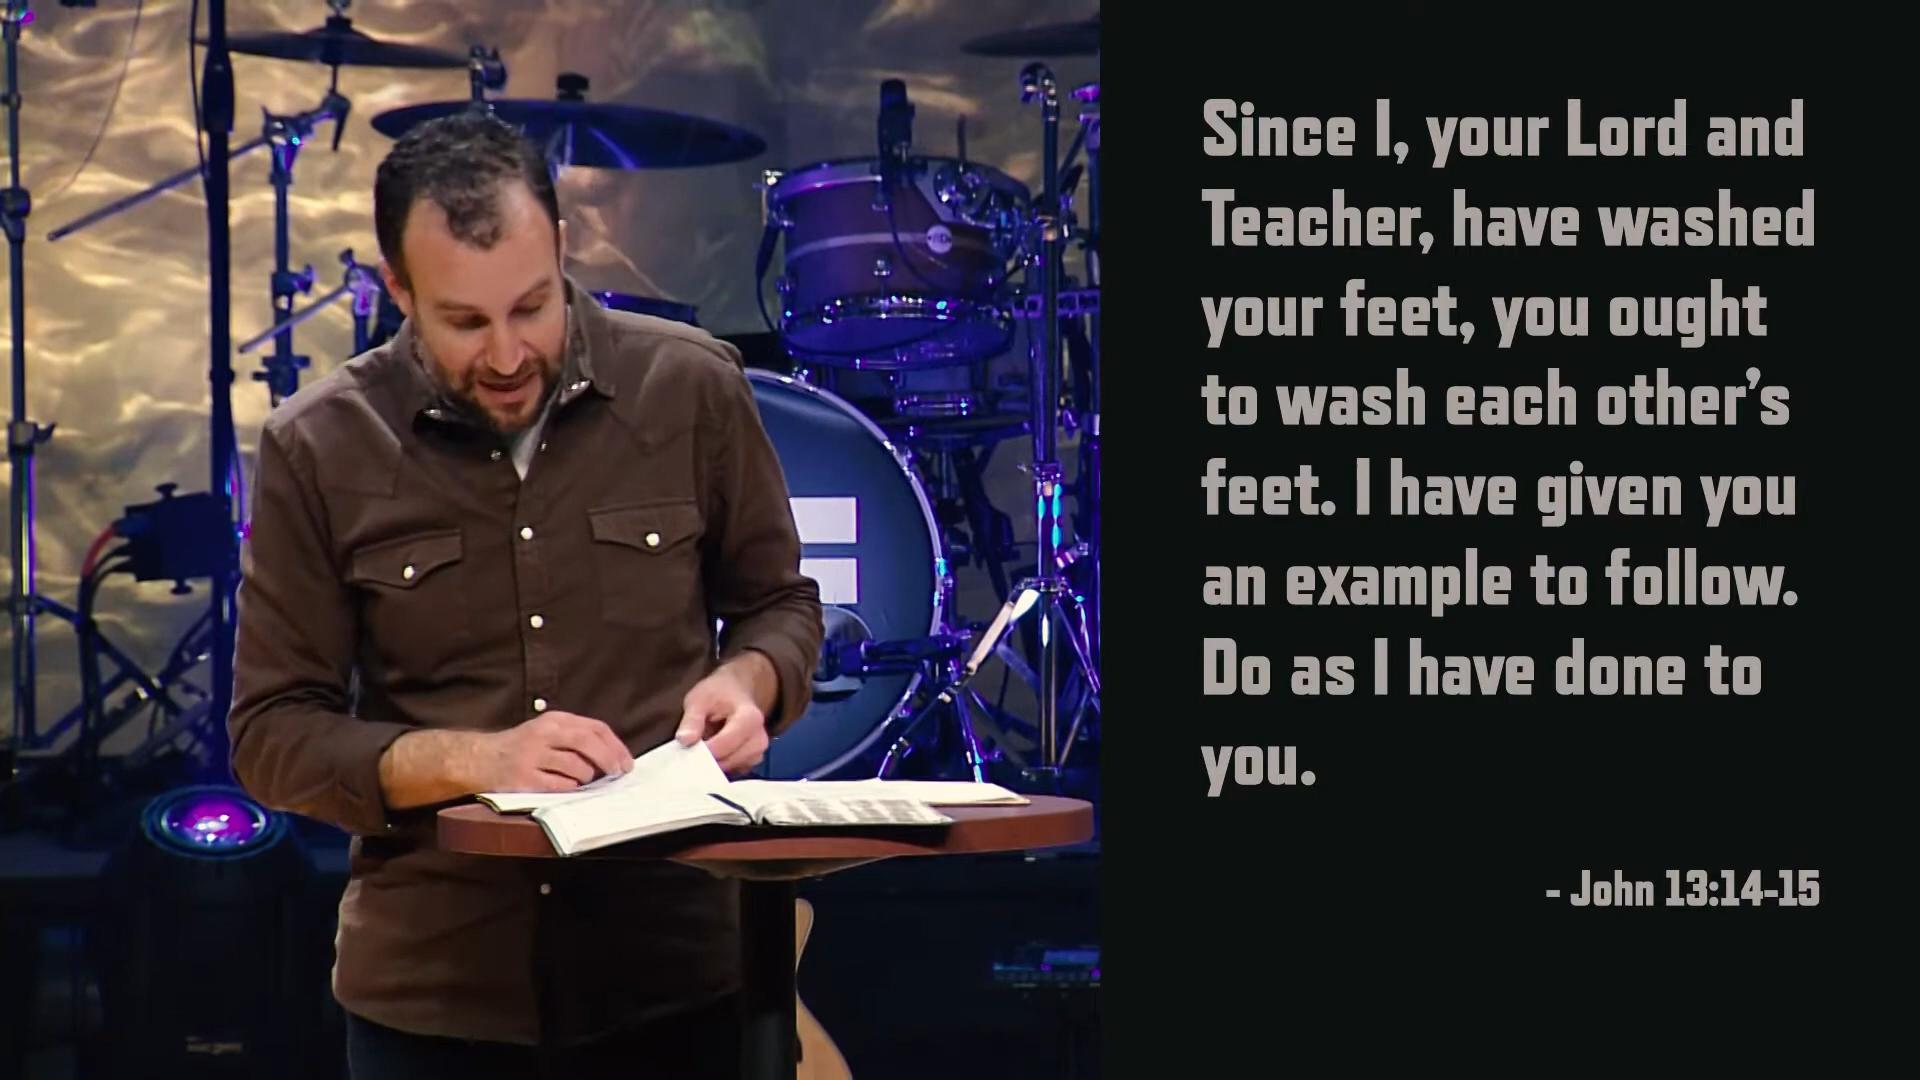 Since I, your Lord and
Teacher, have washed
your feet, you ought
to wash each other’s
feet. I have given you
an example to follow.
Do as I have done to
you.
- John 13:14-15